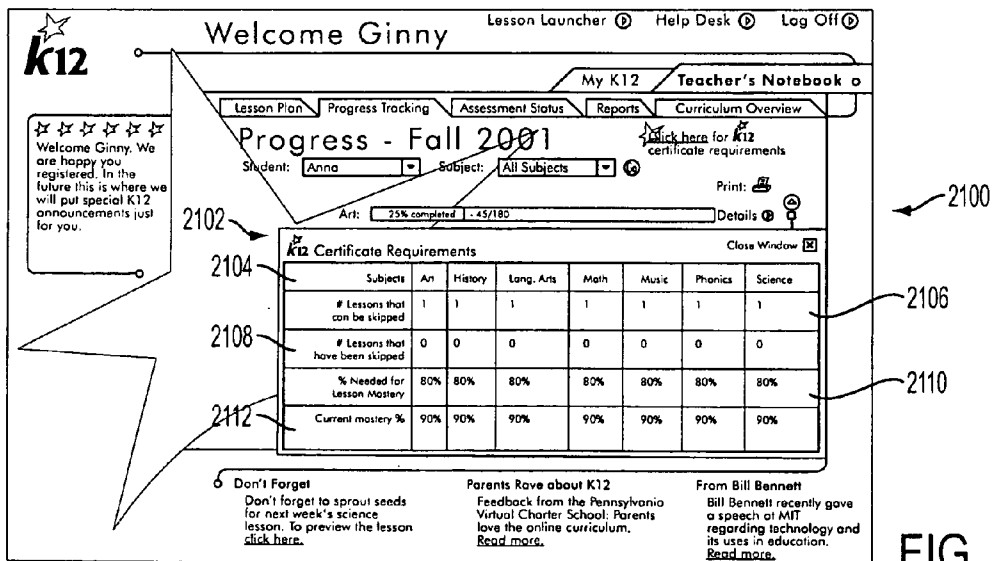 k12
Welcome Ginny
Lesson Launcher Help Desk Log Off
My K12 Teacher's Notebook
Lesson Plan Progress Tracking Assessment Status Reports Curriculum Overview
Welcome Ginny. We
are happy you
registered. In the
future this is where we
will put special K12
announcements just
for you.
Progress - Fall 2001
Click here for k12
certificate requirements
Student: Anna Subject: All Subjects
Print:
Art: 25% completed - 45/180 Details
2100
2102
k12 Certificate Requirements Close Window
2104
Subjects Art History Lang. Arts Math Music Phonics Science
# Lessons that
can be skipped 1 1 1 1 1 1 1
2106
2108
# Lessons that
have been skipped 0 0 0 0 0 0 0
% Needed for
Lesson Mastery 80% 80% 80% 80% 80% 80% 80%
2110
2112
Current mastery % 90% 90% 90% 90% 90% 90% 90%
Don't Forget
Don't forget to sprout seeds
for next week's science
lesson. To preview the lesson
click here.
Parents Rave about K12
Feedback from the Pennsylvania
Virtual Charter School: Parents
love the online curriculum.
Read more.
From Bill Bennett
Bill Bennett recently gave
a speech at MIT
regarding technology and
its uses in education.
Read more.
FIG